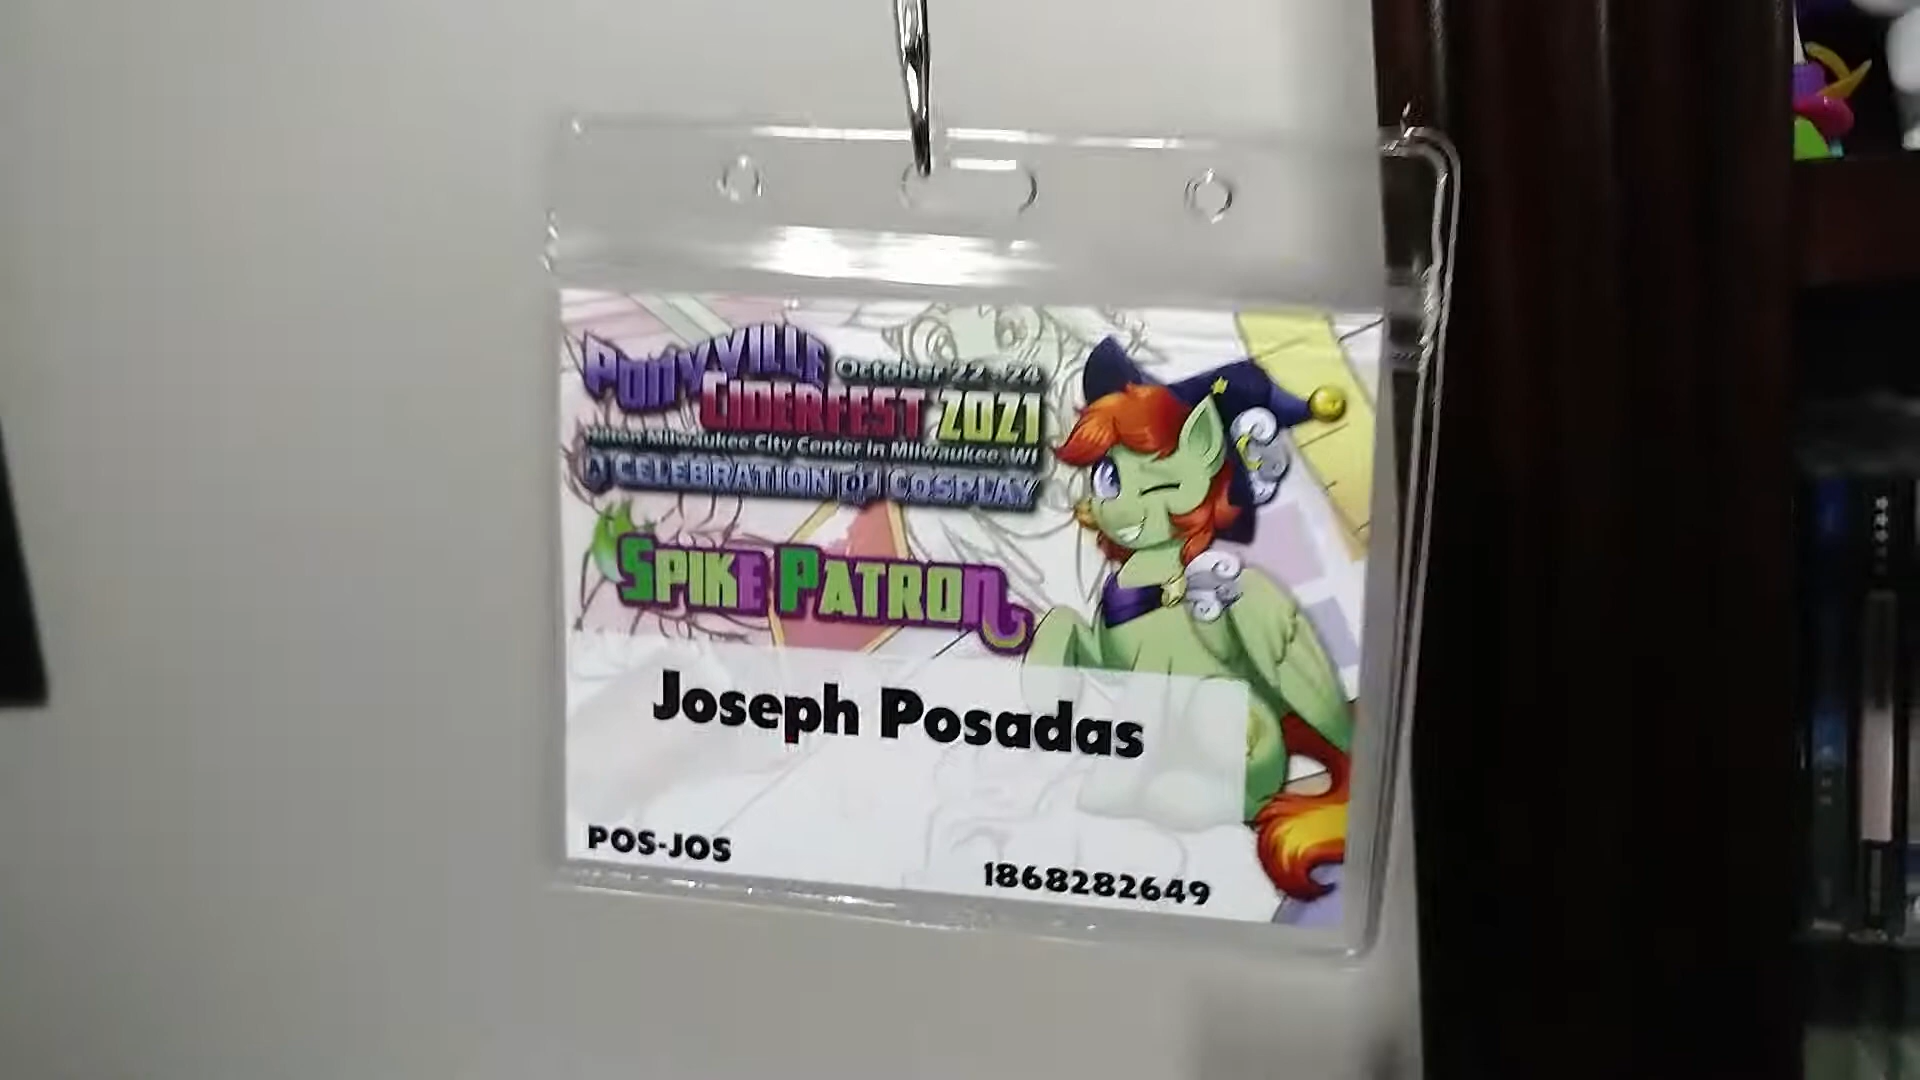 Ponyville
October 22 - 24
Ciderfest 2021
Hilton Milwaukee City Center in Milwaukee, WI
A Celebration of Cosplay
Spike Patron
Joseph Posadas
POS-JOS
1868282649